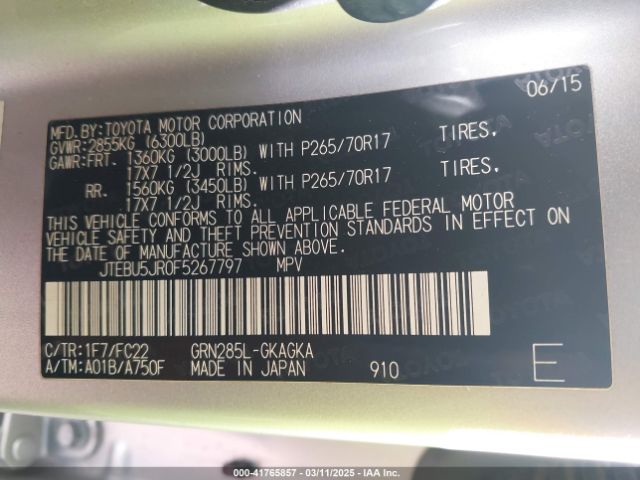 06/15
MFD. BY:TOYOTA MOTOR CORPORATION
GVWR:2855KG (6300LB)
GAWR:FRT. 1360KG (3000LB) WITH P265/70R17 TIRES,
17X7 1/2J RIMS.
RR. 1560KG (3450LB) WITH P265/70R17 TIRES,
17X7 1/2J RIMS.
THIS VEHICLE CONFORMS TO ALL APPLICABLE FEDERAL MOTOR
VEHICLE SAFETY AND THEFT PREVENTION STANDARDS IN EFFECT ON
THE DATE OF MANUFACTURE SHOWN ABOVE.
JTEBU5JR0F5267797 MPV
C/TR:1F7/FC22 GRN285L-GKAGKA
A/TM:A01B/A750F MADE IN JAPAN 910 E
000-41765857 - 03/11/2025 - IAA Inc.